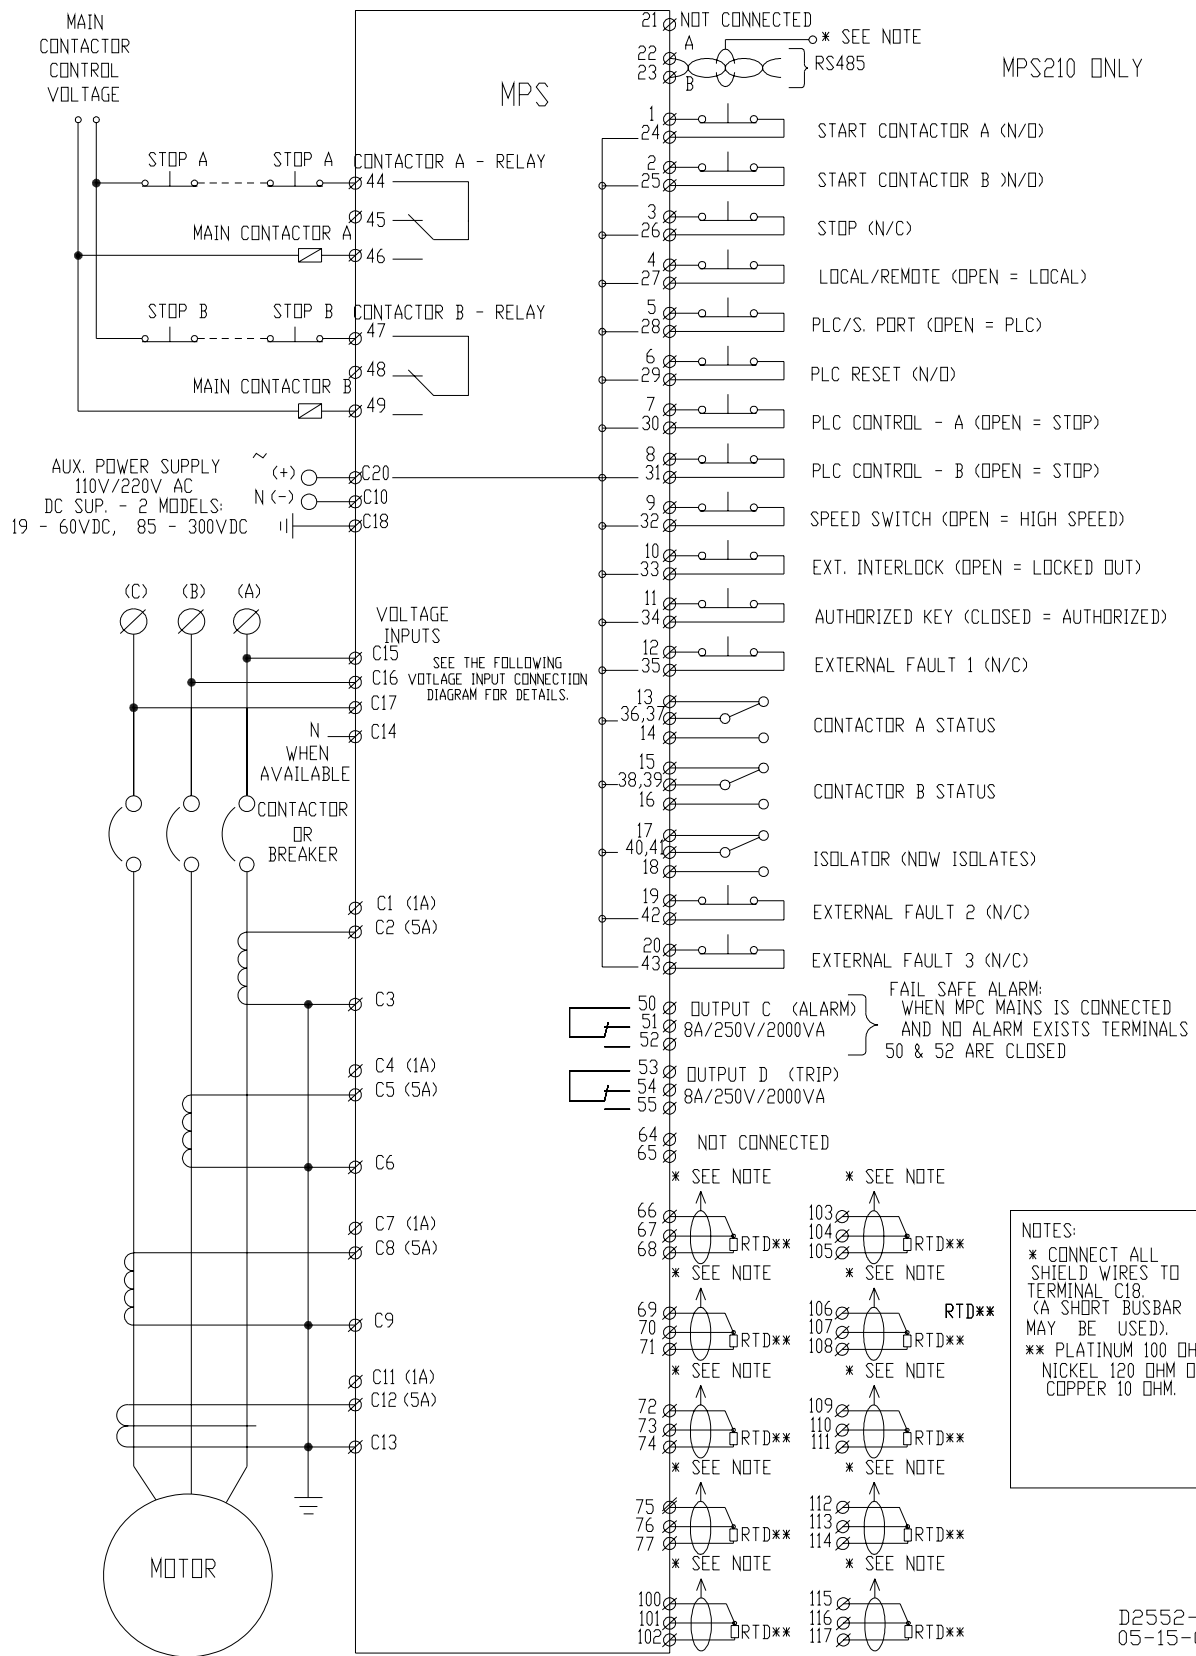 MAIN
CONTACTOR
CONTROL
VOLTAGE
MPS
21 NOT CONNECTED
A
* SEE NOTE
22
23
RS485
B
MPS210 ONLY
1
24
START CONTACTOR A (N/O)
2
25
START CONTACTOR B )N/O)
3
26
STOP (N/C)
4
27
LOCAL/REMOTE (OPEN = LOCAL)
5
28
PLC/S. PORT (OPEN = PLC)
6
29
PLC RESET (N/O)
7
30
PLC CONTROL - A (OPEN = STOP)
8
31
PLC CONTROL - B (OPEN = STOP)
9
32
SPEED SWITCH (OPEN = HIGH SPEED)
10
33
EXT. INTERLOCK (OPEN = LOCKED OUT)
11
34
AUTHORIZED KEY (CLOSED = AUTHORIZED)
12
35
EXTERNAL FAULT 1 (N/C)
13
36,37
14
CONTACTOR A STATUS
15
38,39
16
CONTACTOR B STATUS
17
40,41
18
ISOLATOR (NOW ISOLATES)
19
42
EXTERNAL FAULT 2 (N/C)
20
43
EXTERNAL FAULT 3 (N/C)
STOP A STOP A CONTACTOR A - RELAY
44
45
MAIN CONTACTOR A
46
STOP B STOP B CONTACTOR B - RELAY
47
48
MAIN CONTACTOR B
49
AUX. POWER SUPPLY
110V/220V AC
DC SUP. - 2 MODELS:
19 - 60VDC, 85 - 300VDC
~
(+)
N (-)
C20
C10
C18
(C) (B) (A)
VOLTAGE
INPUTS
C15
C16
C17
SEE THE FOLLOWING
VOTLAGE INPUT CONNECTION
DIAGRAM FOR DETAILS.
N
C14
WHEN
AVAILABLE
CONTACTOR
OR
BREAKER
C1 (1A)
C2 (5A)
C3
C4 (1A)
C5 (5A)
C6
C7 (1A)
C8 (5A)
C9
C11 (1A)
C12 (5A)
C13
MOTOR
50
51
52
OUTPUT C (ALARM)
8A/250V/2000VA
FAIL SAFE ALARM:
WHEN MPC MAINS IS CONNECTED
AND NO ALARM EXISTS TERMINALS
50 & 52 ARE CLOSED
53
54
55
OUTPUT D (TRIP)
8A/250V/2000VA
64
65
NOT CONNECTED
* SEE NOTE * SEE NOTE
66 103
67 104
68 RTD** 105 RTD**
* SEE NOTE * SEE NOTE
69 106 RTD**
70 107
71 RTD** 108 RTD**
* SEE NOTE * SEE NOTE
72 109
73 110
74 RTD** 111 RTD**
* SEE NOTE * SEE NOTE
75 112
76 113
77 RTD** 114 RTD**
* SEE NOTE * SEE NOTE
100 115
101 116
102 RTD** 117 RTD**
NOTES:
* CONNECT ALL
SHIELD WIRES TO
TERMINAL C18.
(A SHORT BUSBAR
MAY BE USED).
** PLATINUM 100
NICKEL 120 OHM
COPPER 10 OHM.
D2552-
05-15-